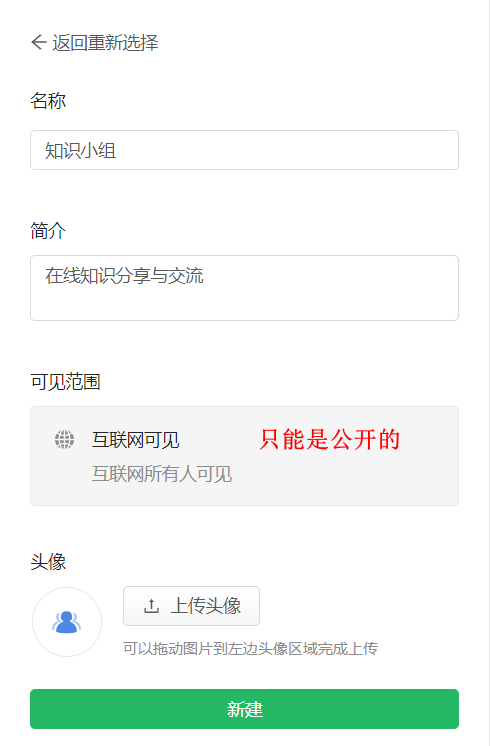 返回重新选择
名称
知识小组
简介
在线知识分享与交流
可见范围
互联网可见 只能是公开的
互联网所有人可见
头像
上传头像
可以拖动图片到左边头像区域完成上传
新建